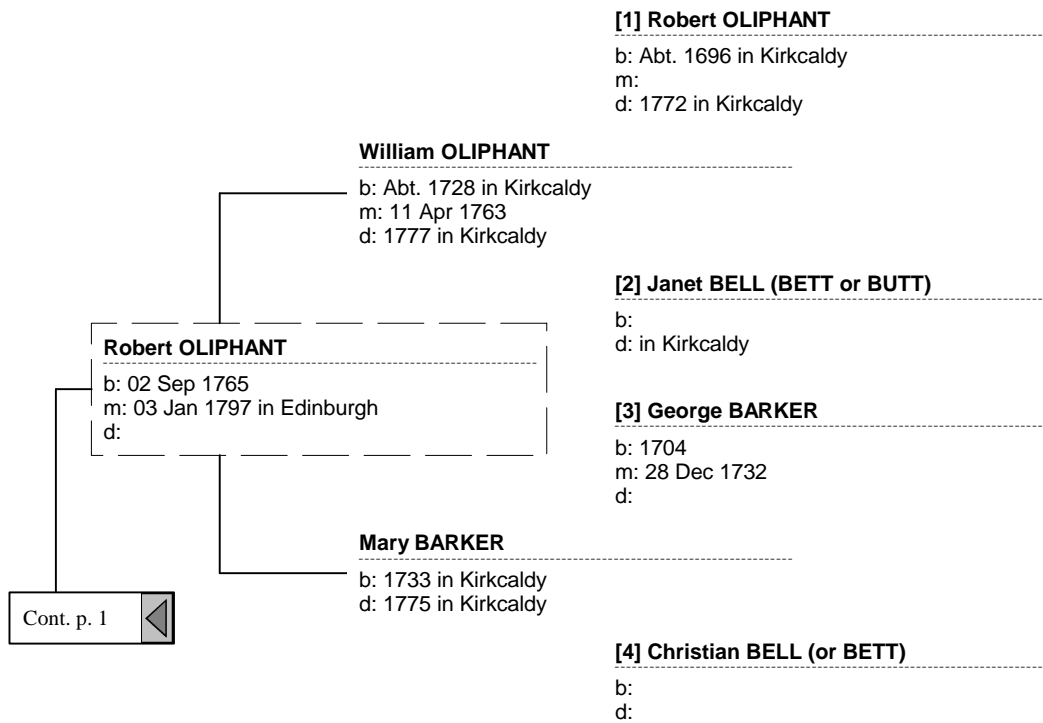 [1] Robert OLIPHANT
b: Abt. 1696 in Kirkcaldy
m:
d: 1772 in Kirkcaldy
William OLIPHANT
b: Abt. 1728 in Kirkcaldy
m: 11 Apr 1763
d: 1777 in Kirkcaldy
[2] Janet BELL (BETT or BUTT)
b:
d: in Kirkcaldy
Robert OLIPHANT
b: 02 Sep 1765
m: 03 Jan 1797 in Edinburgh
d:
[3] George BARKER
b: 1704
m: 28 Dec 1732
d:
Mary BARKER
b: 1733 in Kirkcaldy
d: 1775 in Kirkcaldy
Cont. p. 1
[4] Christian BELL (or BETT)
b:
d: